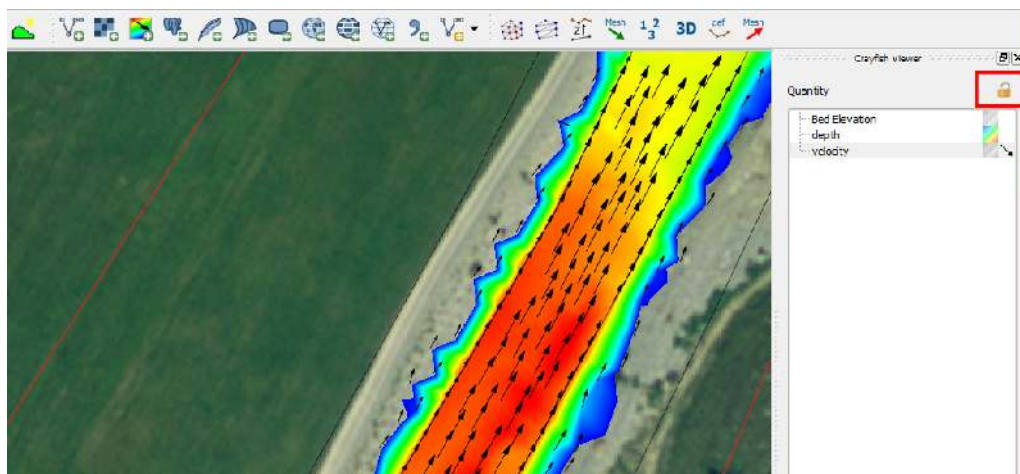 Mesh
1
2
3
3D
cef
Mesh
Crayfish viewer
Quantity
Bed Elevation
depth
velocity